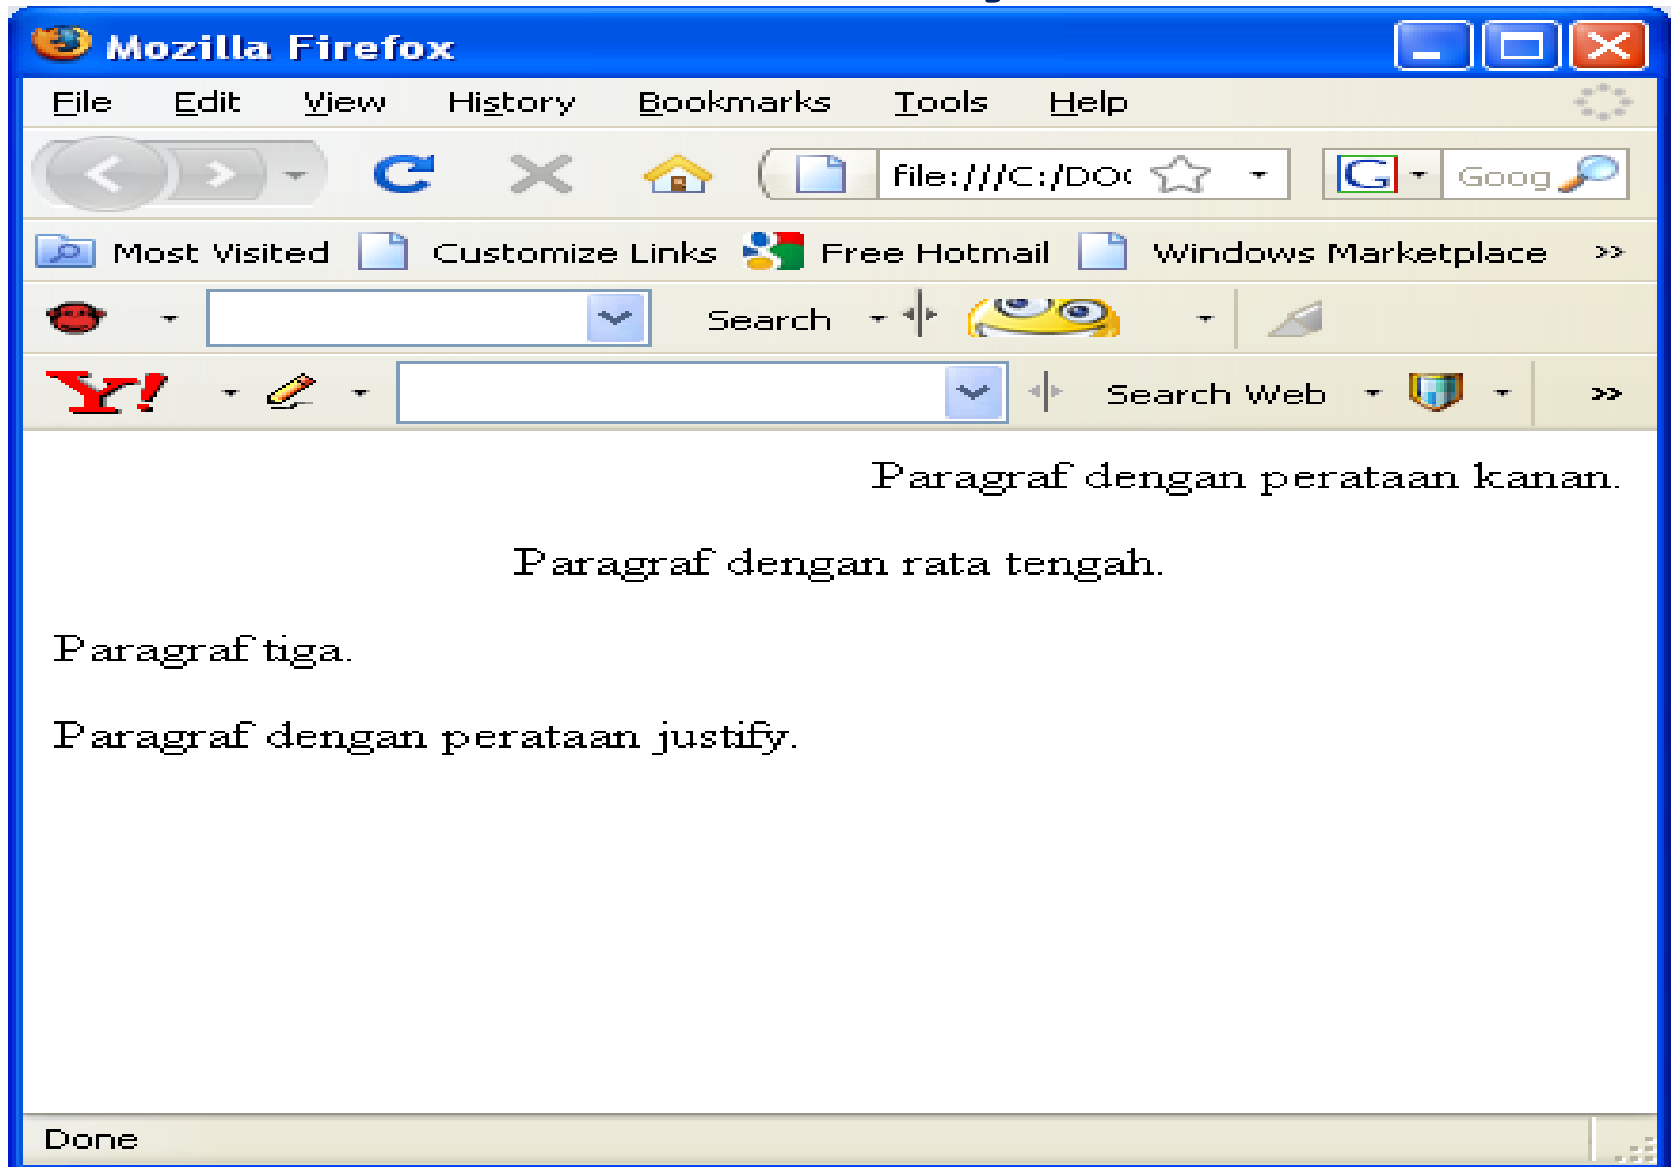 Mozilla Firefox
File Edit View History Bookmarks Tools Help
file:///C:/DO G Goog
Most Visited Customize Links Free Hotmail Windows Marketplace »
Search
Y! Search Web »
Paragraf dengan perataan kanan.
Paragraf dengan rata tengah.
Paragraf tiga.
Paragraf dengan perataan justify.
Done